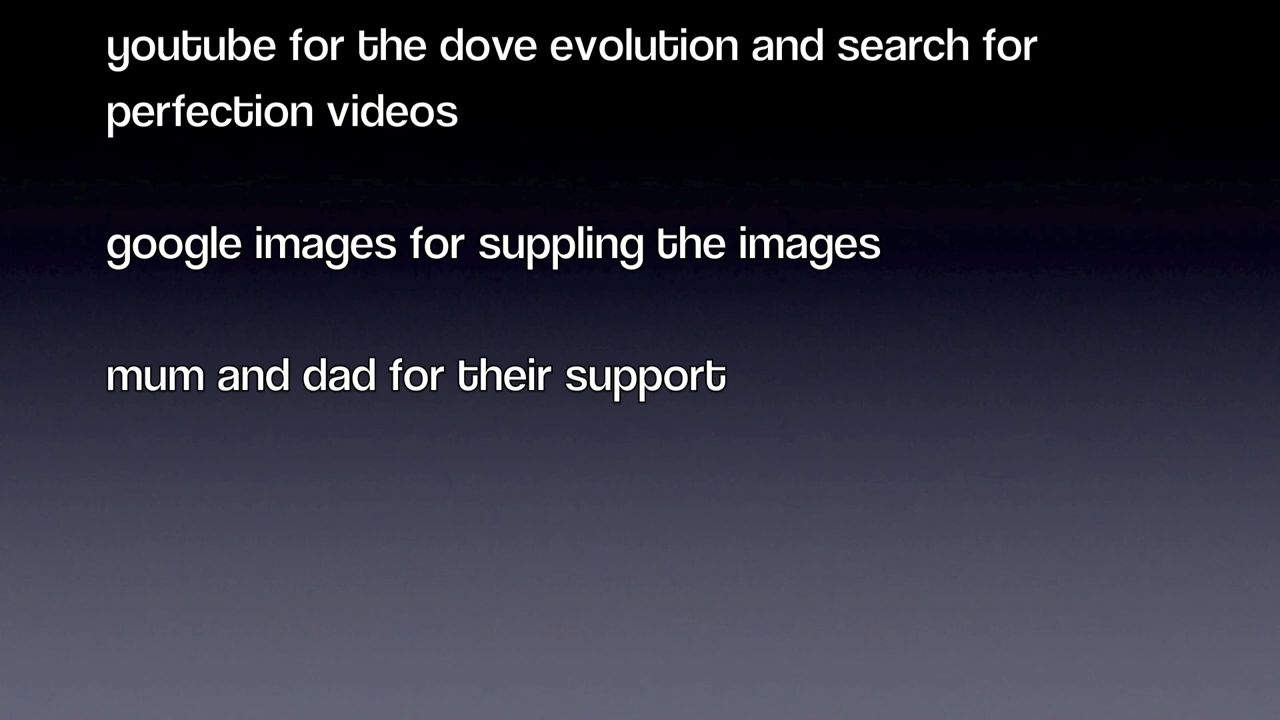 youtube for the dove evolution and search for
perfection videos
google images for suppling the images
mum and dad for their support